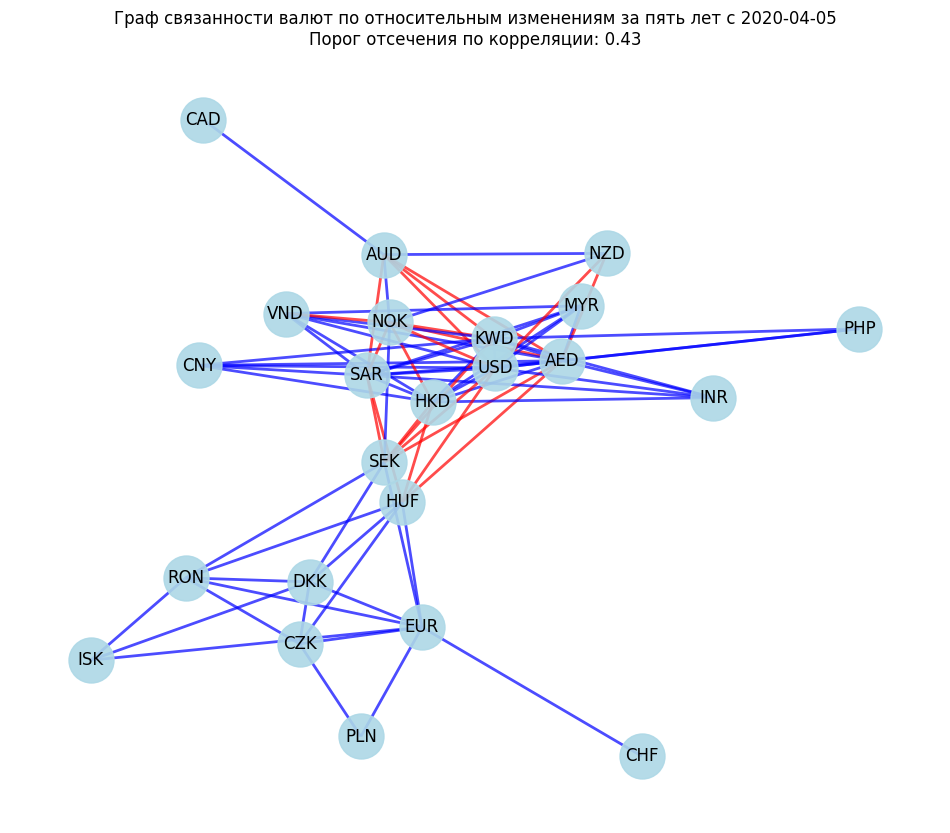 Граф связанности валют по относительным изменениям за пять лет с 2020-04-05
Порог отсечения по корреляции: 0.43
CAD
AUD
NZD
MYR
VND
NOK
PHP
KWD
AED
CNY
USD
SAR
INR
HKD
SEK
HUF
RON
DKK
EUR
CZK
ISK
PLN
CHF